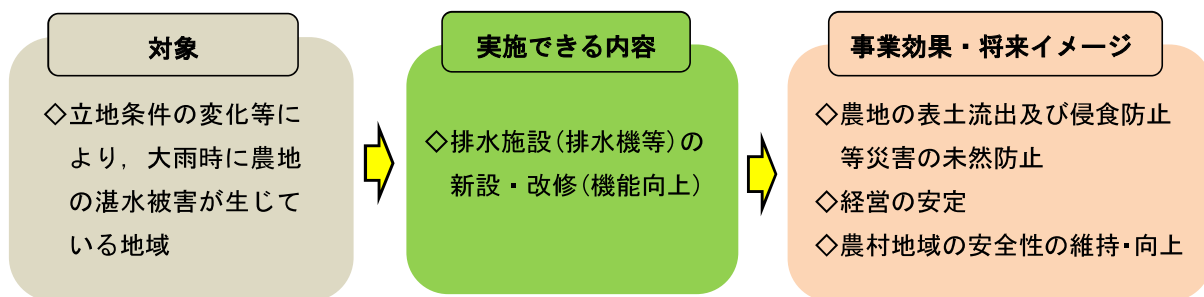 対象
◇立地条件の変化等に
より，大雨時に農地
の湛水被害が生じて
いる地域
実施できる内容
◇排水施設(排水機等)の
新設・改修(機能向上)
事業効果・将来イメージ
◇農地の表土流出及び侵食防止
等災害の未然防止
◇経営の安定
◇農村地域の安全性の維持・向上